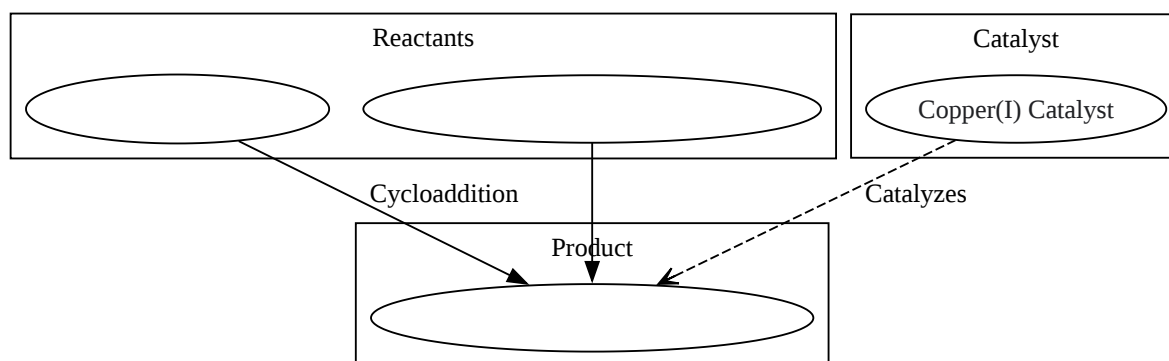 Reactants
Catalyst
Copper(I) Catalyst
Cycloaddition
Catalyzes
Product